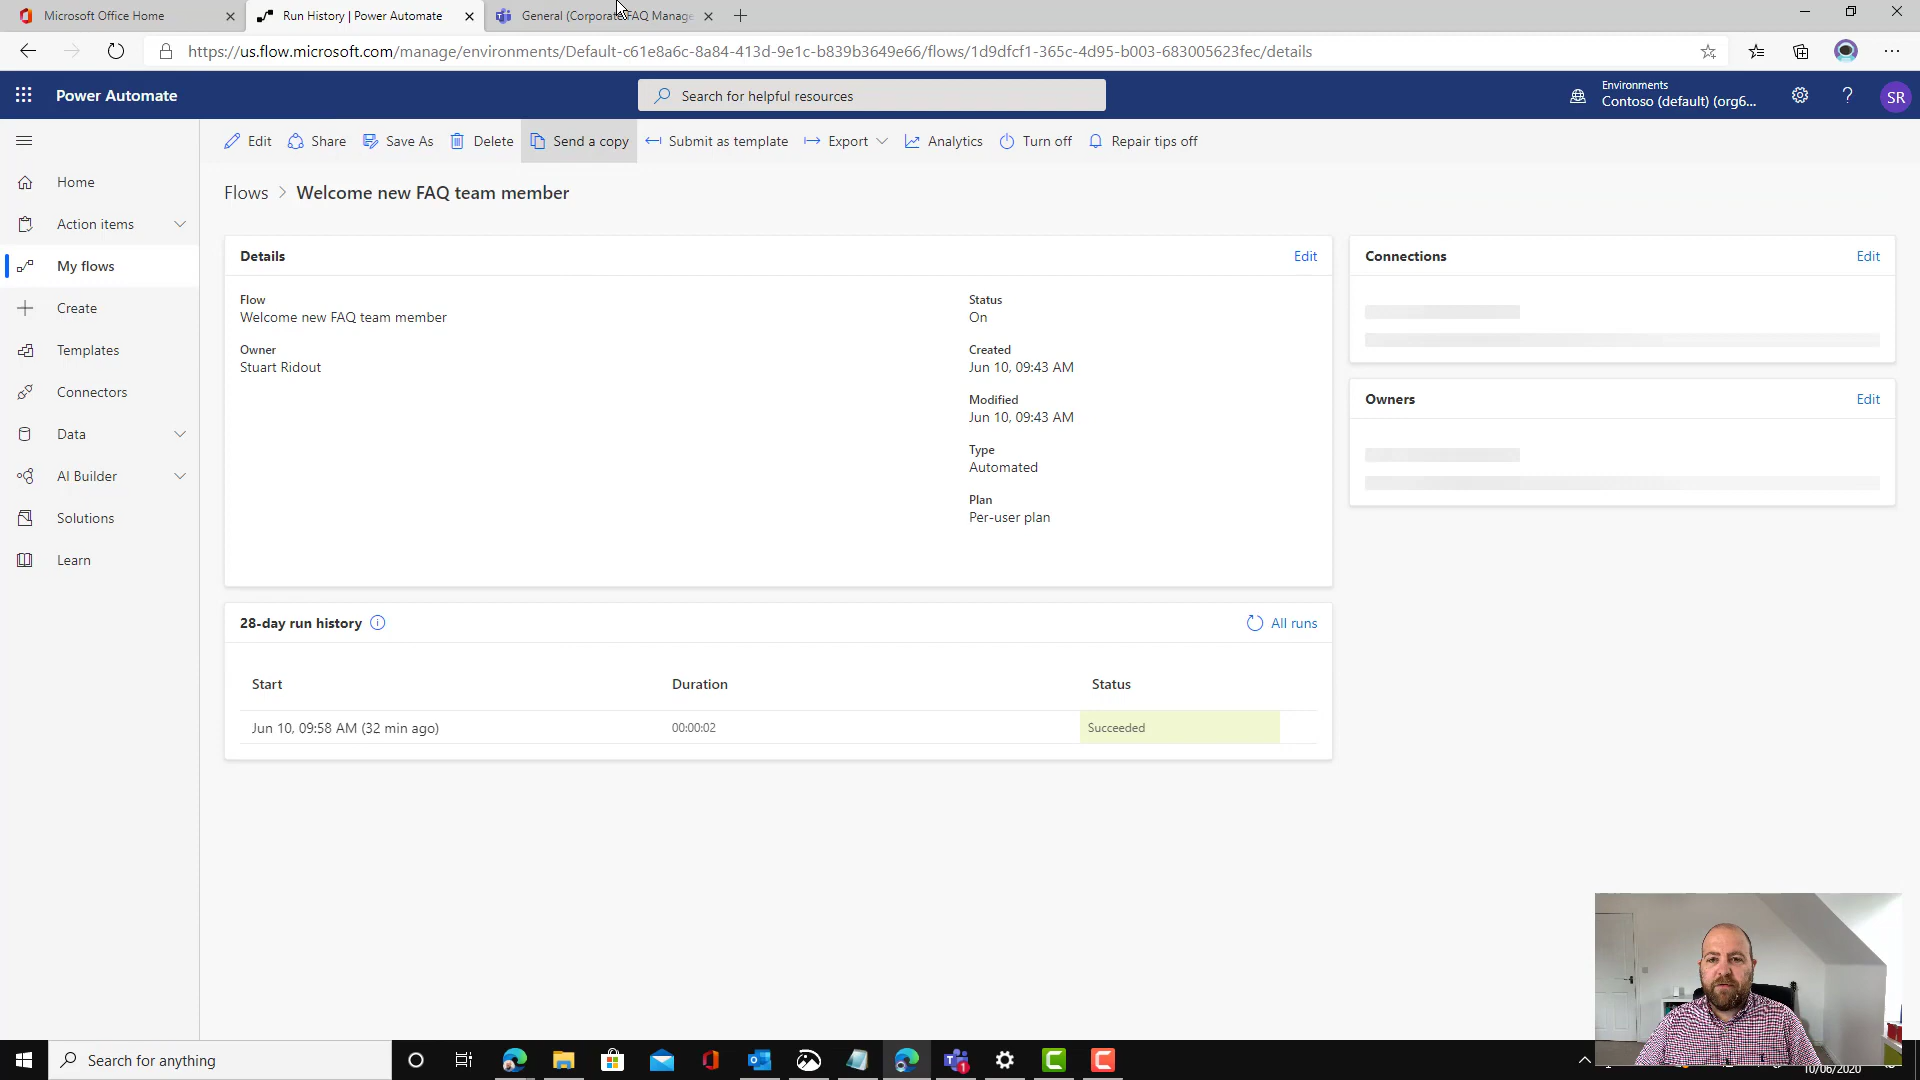 Microsoft Office Home
Run History | Power Automate
General (Corporate FAQ Manage
https://us.flow.microsoft.com/manage/environments/Default-c61e8a6c-8a84-413d-9e1c-b839b3649e66/flows/1d9dfcf1-365c-4d95-b003-683005623fec/details
Power Automate
Search for helpful resources
Environments
Contoso (default) (org6...
SR
Edit
Share
Save As
Delete
Send a copy
Submit as template
Export
Analytics
Turn off
Repair tips off
Home
Action items
My flows
Create
Templates
Connectors
Data
AI Builder
Solutions
Learn
Flows > Welcome new FAQ team member
Details
Edit
Flow
Welcome new FAQ team member
Owner
Stuart Ridout
Status
On
Created
Jun 10, 09:43 AM
Modified
Jun 10, 09:43 AM
Type
Automated
Plan
Per-user plan
Connections
Edit
Owners
Edit
28-day run history
All runs
Start
Duration
Status
Jun 10, 09:58 AM (32 min ago)
00:00:02
Succeeded
Search for anything
10/06/2020